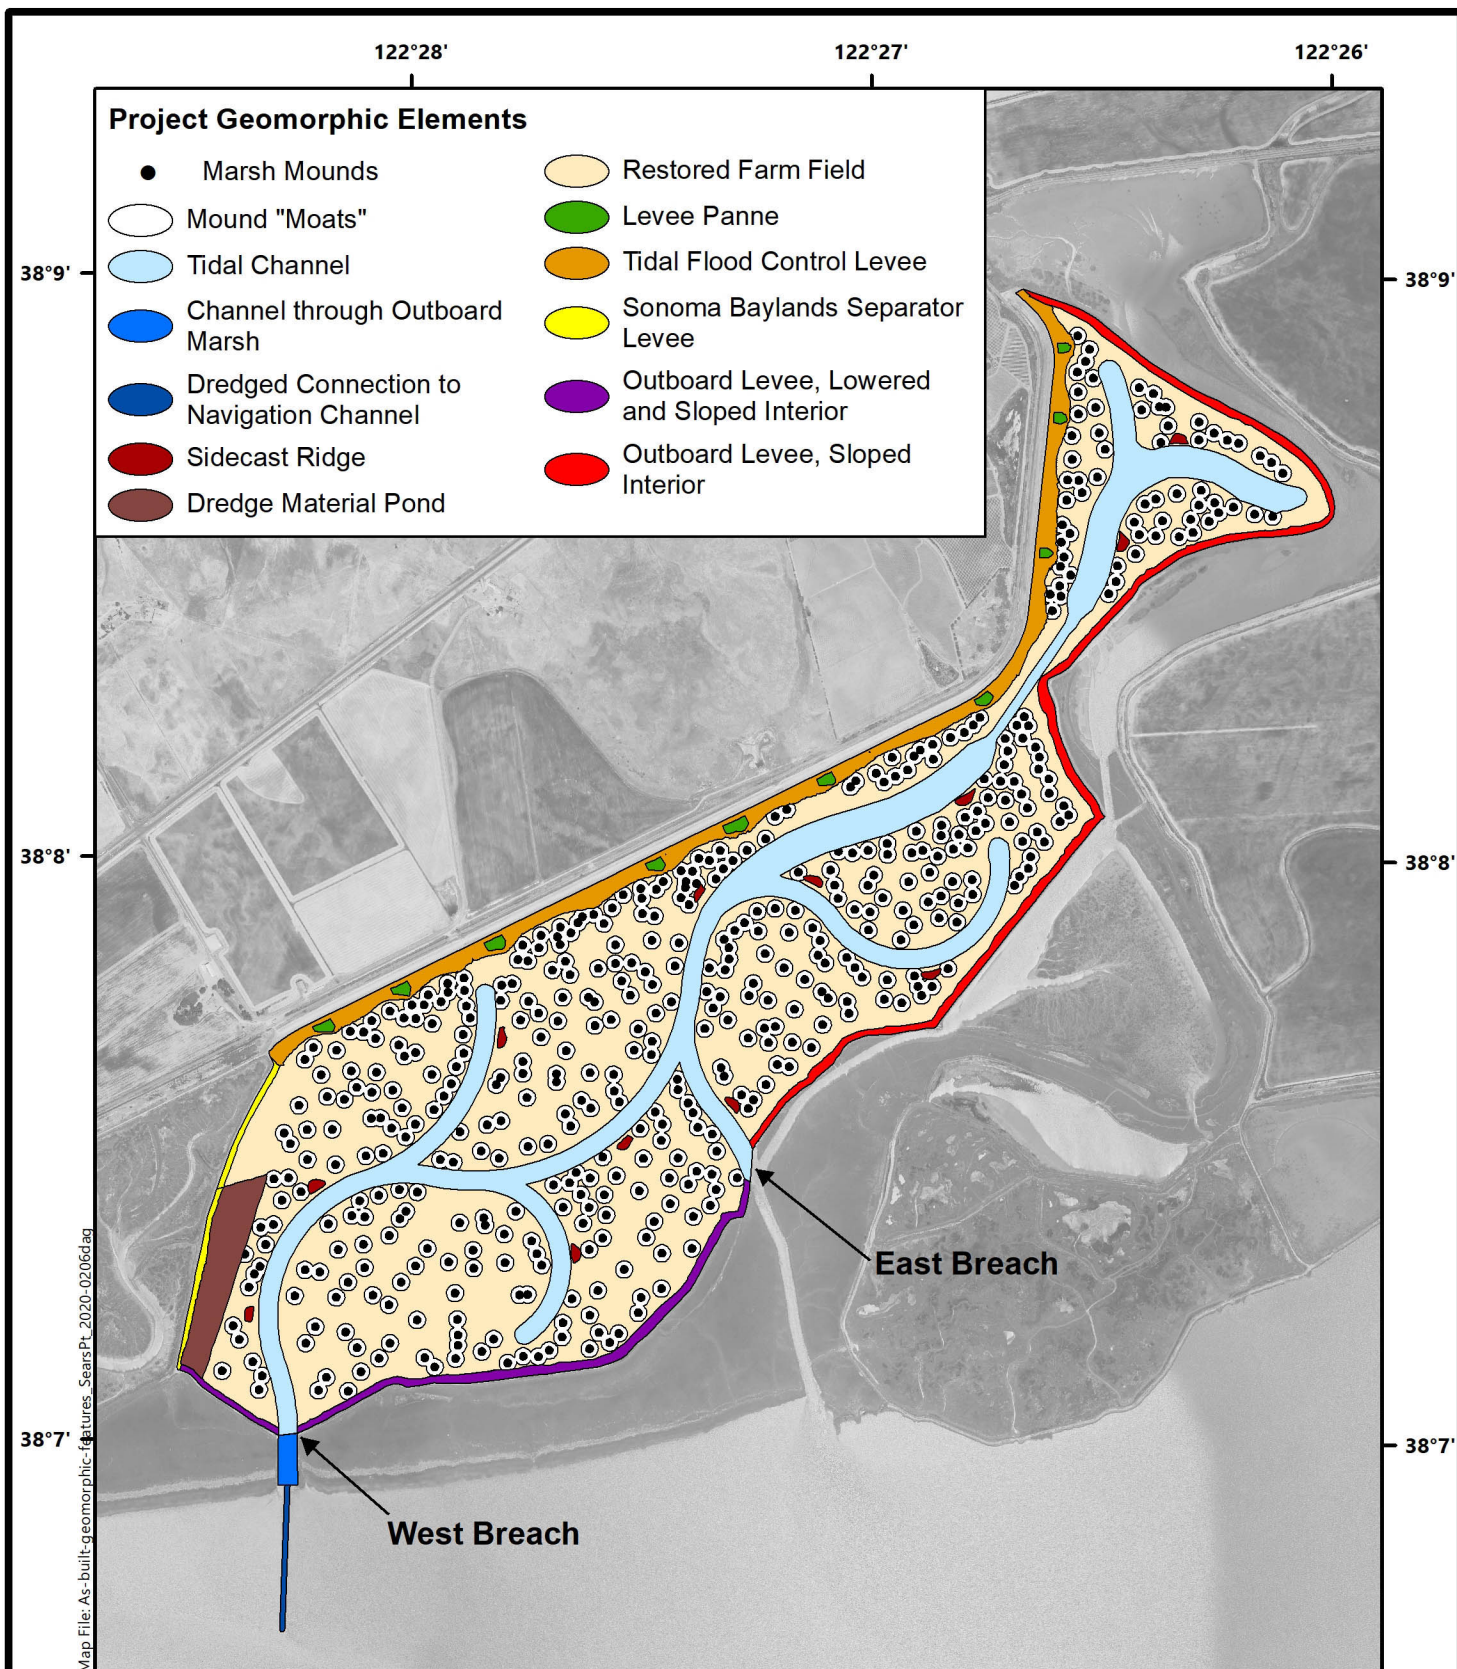 122°28'
122°27'
122°26'
Project Geomorphic Elements
Marsh Mounds
Mound "Moats"
Tidal Channel
Channel through Outboard
Marsh
Dredged Connection to
Navigation Channel
Sidecast Ridge
Dredge Material Pond
Restored Farm Field
Levee Panne
Tidal Flood Control Levee
Sonoma Baylands Separator
Levee
Outboard Levee, Lowered
and Sloped Interior
Outboard Levee, Sloped
Interior
38°9'
38°9'
38°8'
38°8'
East Breach
38°7'
38°7'
West Breach
Map File: As-built-geomorphic-features_SearsPt_2020-0206dag